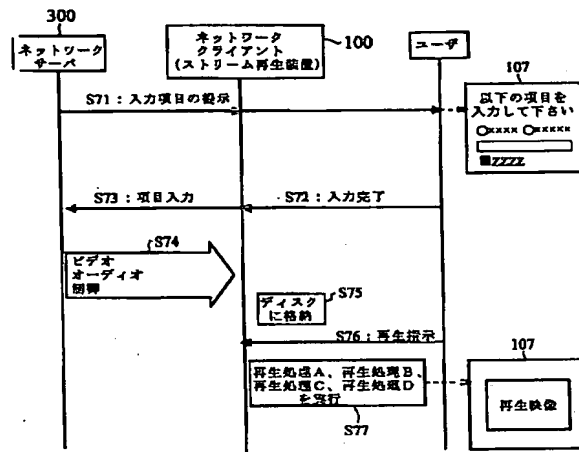 300
ネットワーク
サーバ
ネットワーク
クライアント
(ストリーム再生装置)
100
ユーザ
107
以下の項目を
入力して下さい
○xxxx ○xxxxx
■ZZZZ
S71：入力項目の提示
S73：項目入力
S72：入力完了
S74
ビデオ
オーディオ
制御
ディスク
に格納
S75
S76：再生指示
再生処理A、再生処理B、
再生処理C、再生処理D
を実行
S77
107
再生映像